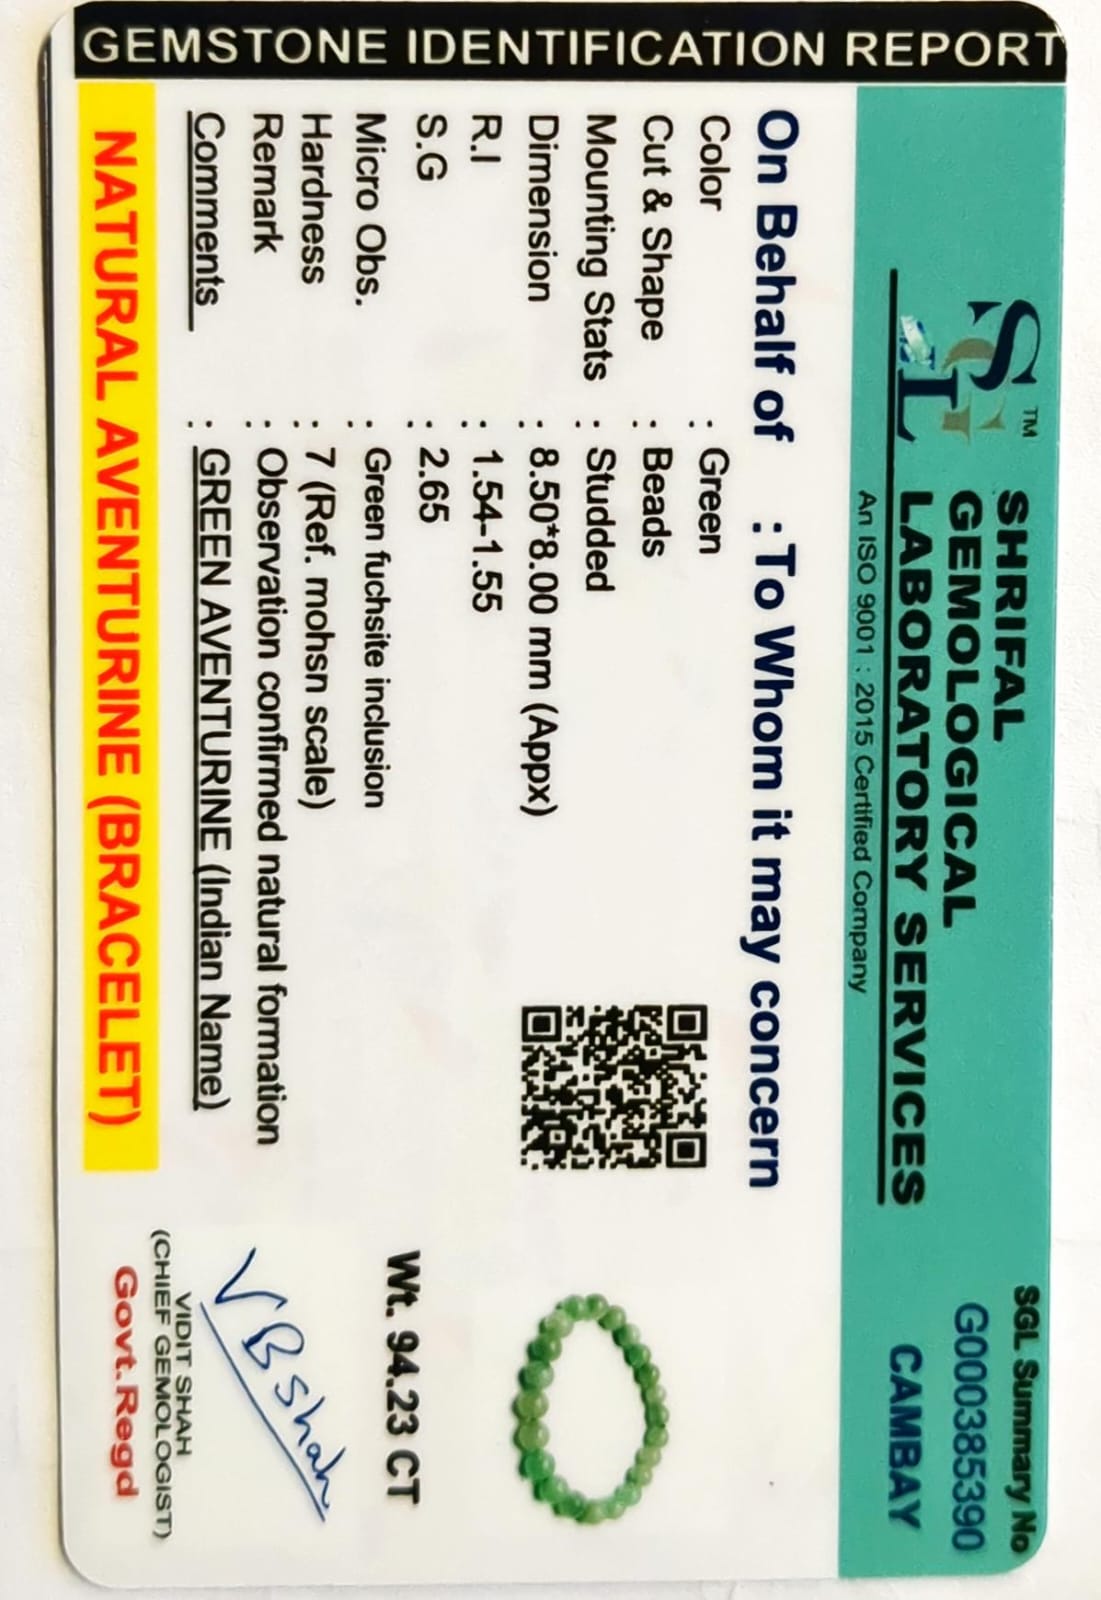 GEMSTONE IDENTIFICATION REPORT
SGL
TM
SHRIFAL
GEMOLOGICAL
LABORATORY SERVICES
An ISO 9001 : 2015 Certified Company
SGL Summary No
G000385390
CAMBAY
On Behalf of : To Whom it may concern
Color : Green
Cut & Shape : Beads
Mounting Stats : Studded
Dimension : 8.50*8.00 mm (Appx)
R.I : 1.54-1.55
S.G : 2.65
Micro Obs. : Green fuchsite inclusion
Hardness : 7 (Ref. mohsn scale)
Remark : Observation confirmed natural formation
Comments : GREEN AVENTURINE (Indian Name)
NATURAL AVENTURINE (BRACELET)
Wt. 94.23 CT
VBShah
VIDIT SHAH
(CHIEF GEMOLOGIST)
Govt.Regd